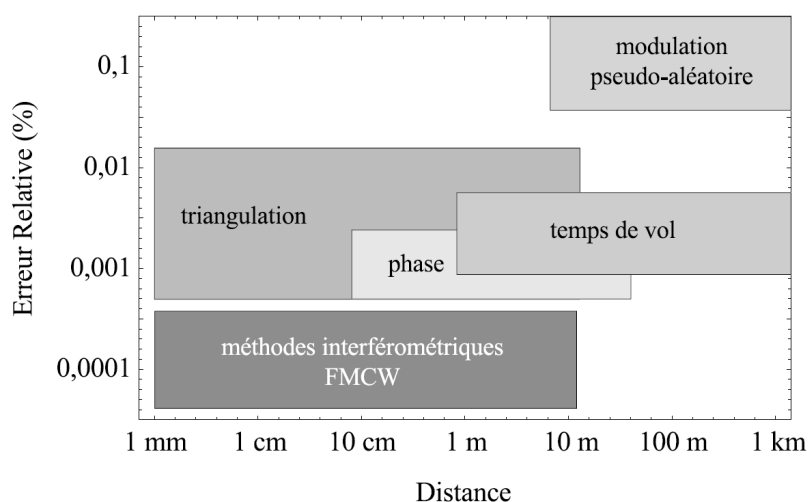 modulation
pseudo-aléatoire
0,1
0,01
0,001
0,0001
Erreur Relative (%)
triangulation
temps de vol
phase
méthodes interférométriques
FMCW
1 mm 1 cm 10 cm 1 m 10 m 100 m 1 km
Distance